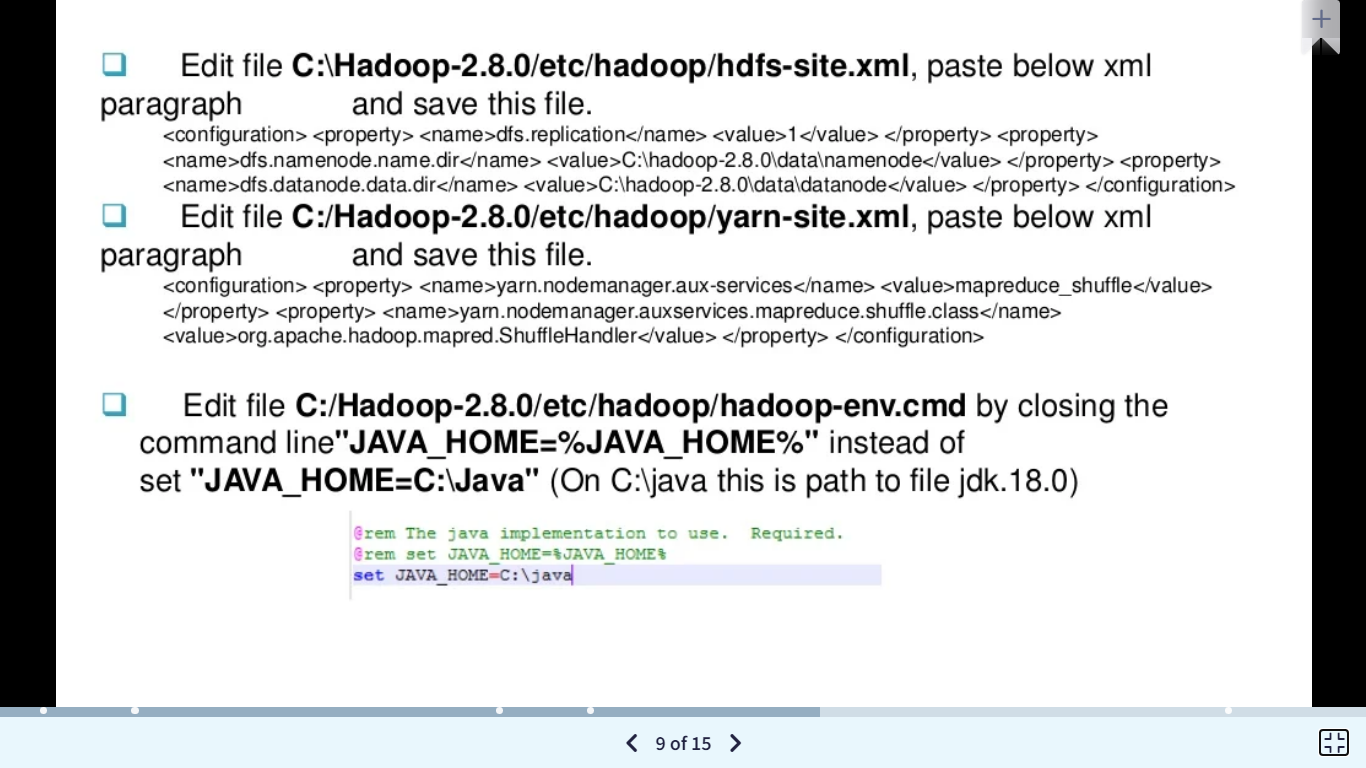 Edit file C:\Hadoop-2.8.0/etc/hadoop/hdfs-site.xml, paste below xml
paragraph and save this file.
<configuration> <property> <name>dfs.replication</name> <value>1</value> </property> <property>
<name>dfs.namenode.name.dir</name> <value>C:\hadoop-2.8.0\data\namenode</value> </property> <property>
<name>dfs.datanode.data.dir</name> <value>C:\hadoop-2.8.0\data\datanode</value> </property> </configuration>
Edit file C:/Hadoop-2.8.0/etc/hadoop/yarn-site.xml, paste below xml
paragraph and save this file.
<configuration> <property> <name>yarn.nodemanager.aux-services</name> <value>mapreduce_shuffle</value>
</property> <property> <name>yarn.nodemanager.auxservices.mapreduce.shuffle.class</name>
<value>org.apache.hadoop.mapred.ShuffleHandler</value> </property> </configuration>
Edit file C:/Hadoop-2.8.0/etc/hadoop/hadoop-env.cmd by closing the
command line"JAVA_HOME=%JAVA_HOME%" instead of
set "JAVA_HOME=C:\Java" (On C:\java this is path to file jdk.18.0)
@rem The java implementation to use. Required.
@rem set JAVA_HOME=%JAVA_HOME%
set JAVA_HOME=C:\java
9 of 15